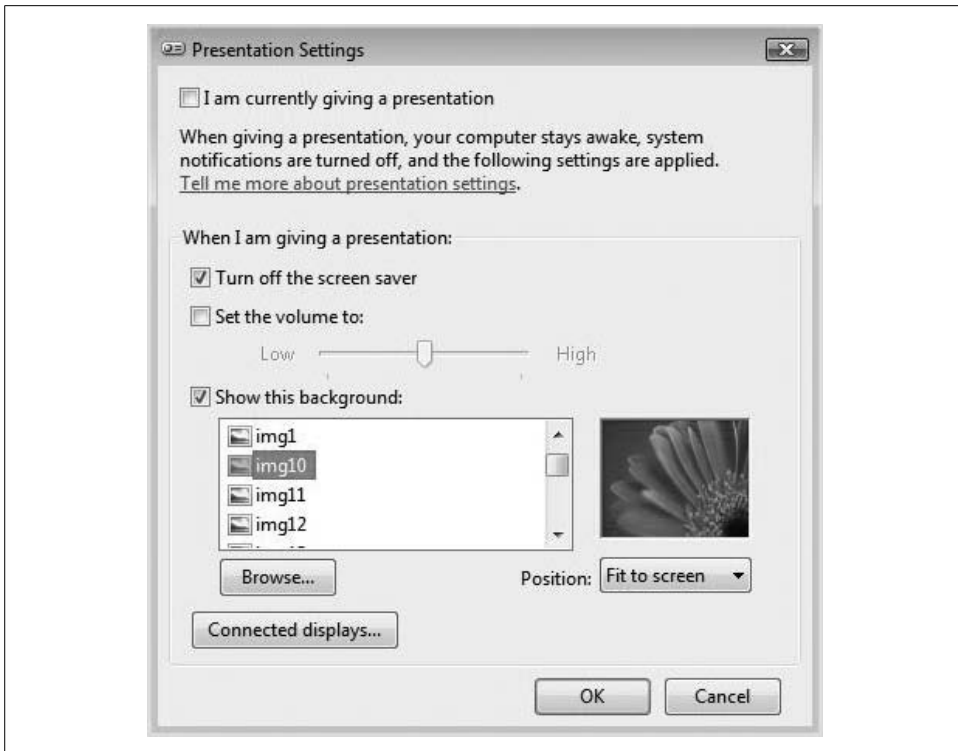 Presentation Settings
I am currently giving a presentation
When giving a presentation, your computer stays awake, system
notifications are turned off, and the following settings are applied.
Tell me more about presentation settings.
When I am giving a presentation:
Turn off the screen saver
Set the volume to:
Low High
Show this background:
img1
img10
img11
img12
Browse...
Position: Fit to screen
Connected displays...
OK Cancel